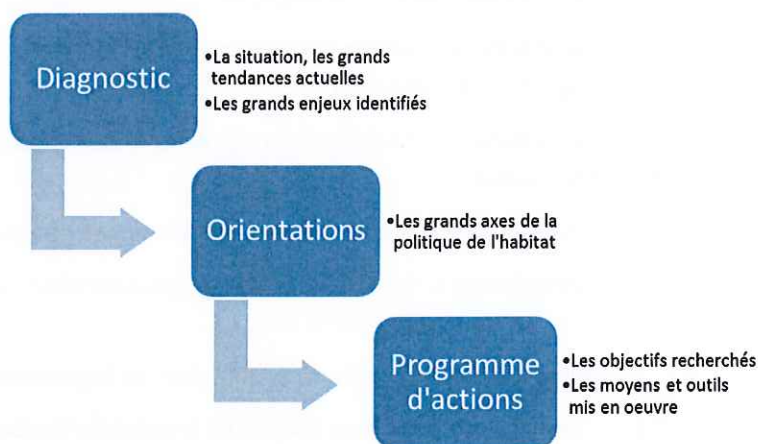 Diagnostic
•La situation, les grands
tendances actuelles
•Les grands enjeux identifiés
Orientations
•Les grands axes de la
politique de l'habitat
Programme
d'actions
•Les objectifs recherchés
•Les moyens et outils
mis en oeuvre